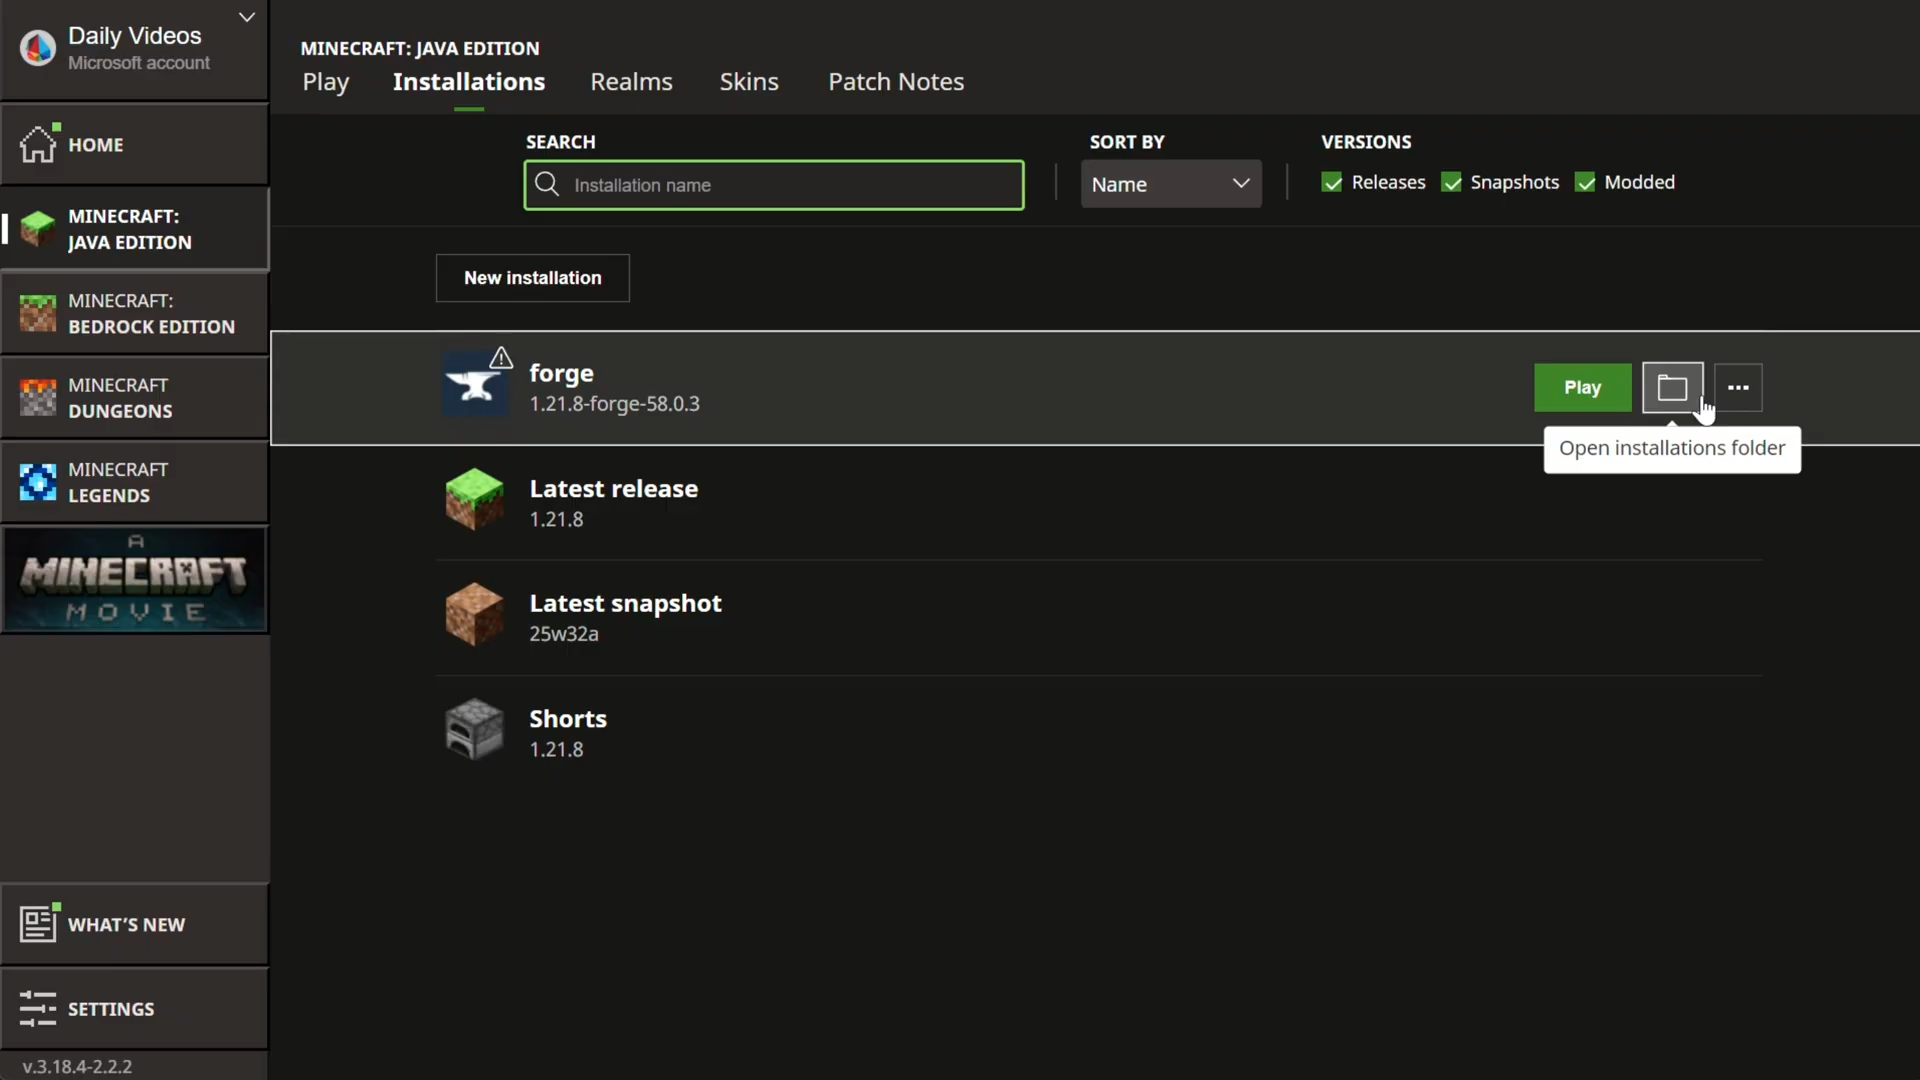 Daily Videos
Microsoft account
HOME
MINECRAFT:
JAVA EDITION
MINECRAFT:
BEDROCK EDITION
MINECRAFT
DUNGEONS
MINECRAFT
LEGENDS
A
MINECRAFT
MOVIE
WHAT'S NEW
SETTINGS
v.3.18.4-2.2.2
MINECRAFT: JAVA EDITION
Play Installations Realms Skins Patch Notes
SEARCH SORT BY VERSIONS
Installation name Name Releases Snapshots Modded
New installation
forge
1.21.8-forge-58.0.3
Play
Open installations folder
Latest release
1.21.8
Latest snapshot
25w32a
Shorts
1.21.8